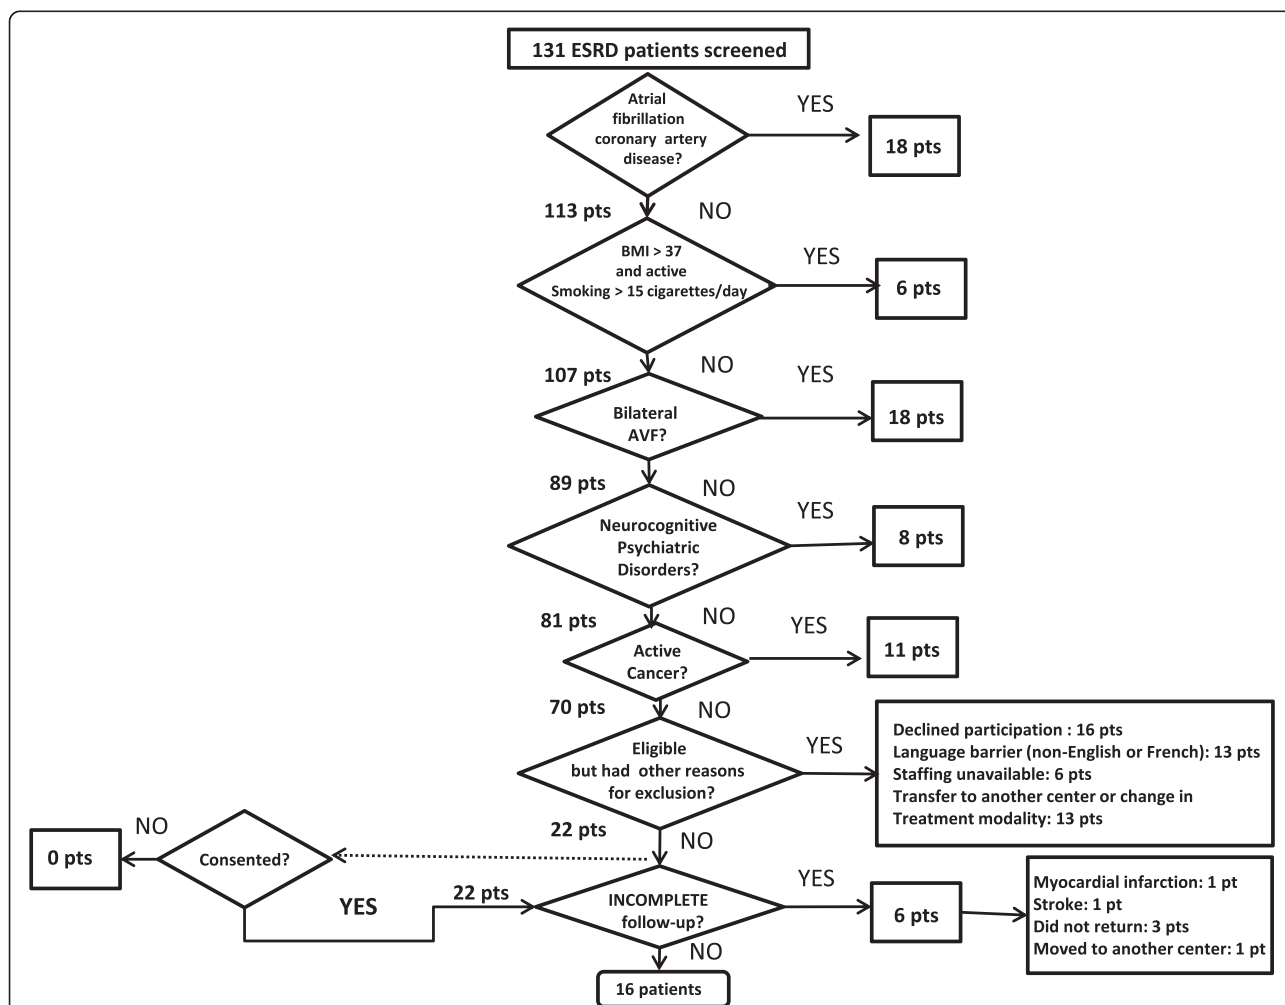 131 ESRD patients screened
Atrial
fibrillation
coronary artery
disease?
YES
18 pts
113 pts
NO
BMI > 37
and active
Smoking > 15 cigarettes/day
YES
6 pts
107 pts
NO
Bilateral
AVF?
YES
18 pts
89 pts
NO
Neurocognitive
Psychiatric
Disorders?
YES
8 pts
81 pts
NO
Active
Cancer?
YES
11 pts
70 pts
NO
Eligible
but had other reasons
for exclusion?
YES
Declined participation : 16 pts
Language barrier (non-English or French): 13 pts
Staffing unavailable: 6 pts
Transfer to another center or change in
Treatment modality: 13 pts
22 pts
NO
Consented?
NO
0 pts
YES
22 pts
INCOMPLETE
follow-up?
YES
6 pts
Myocardial infarction: 1 pt
Stroke: 1 pt
Did not return: 3 pts
Moved to another center: 1 pt
NO
16 patients